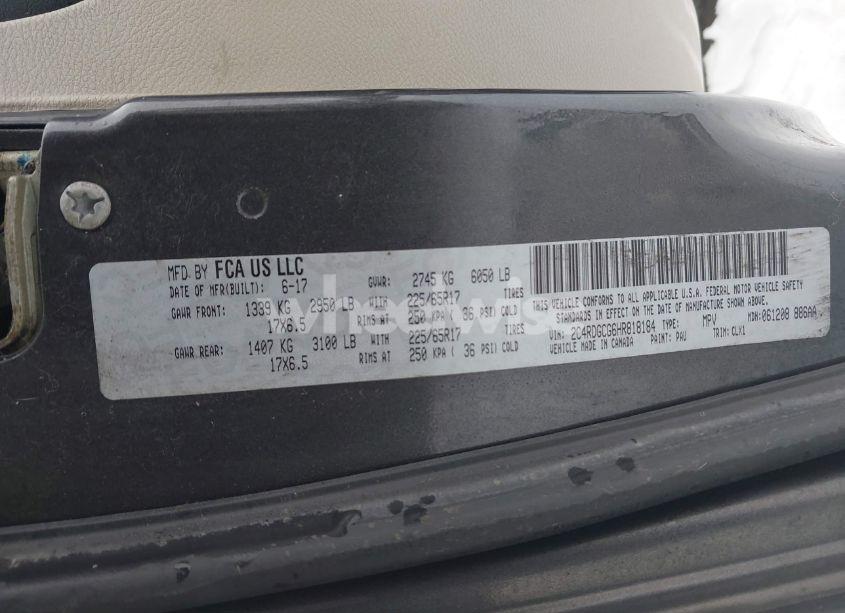 MFD. BY FCA US LLC
DATE OF MFR(BUILT): 6-17 GVWR: 2745 KG 6050 LB
GAWR FRONT: 1339 KG 2950 LB WITH 225/65R17 TIRES
17X6.5 RIMS AT 250 KPA ( 36 PSI) COLD
GAWR REAR: 1407 KG 3100 LB WITH 225/65R17 TIRES
17X6.5 RIMS AT 250 KPA ( 36 PSI) COLD
THIS VEHICLE CONFORMS TO ALL APPLICABLE U.S.A. FEDERAL MOTOR VEHICLE SAFETY
STANDARDS IN EFFECT ON THE DATE OF MANUFACTURE SHOWN ABOVE.
VIN: 2C4RDGCG6HR818184 TYPE: MPV MDH: 061208 886AA
VEHICLE MADE IN CANADA PAINT: PAU TRIM: CLX1